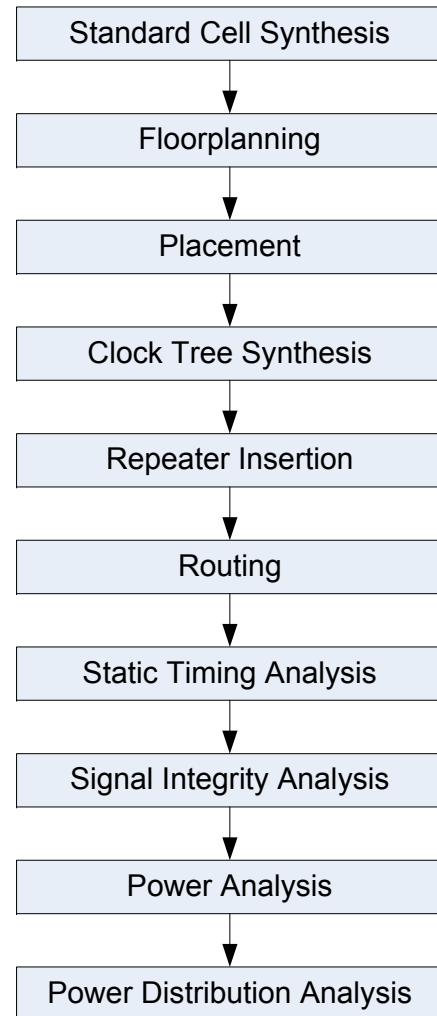 Standard Cell Synthesis
Floorplanning
Placement
Clock Tree Synthesis
Repeater Insertion
Routing
Static Timing Analysis
Signal Integrity Analysis
Power Analysis
Power Distribution Analysis